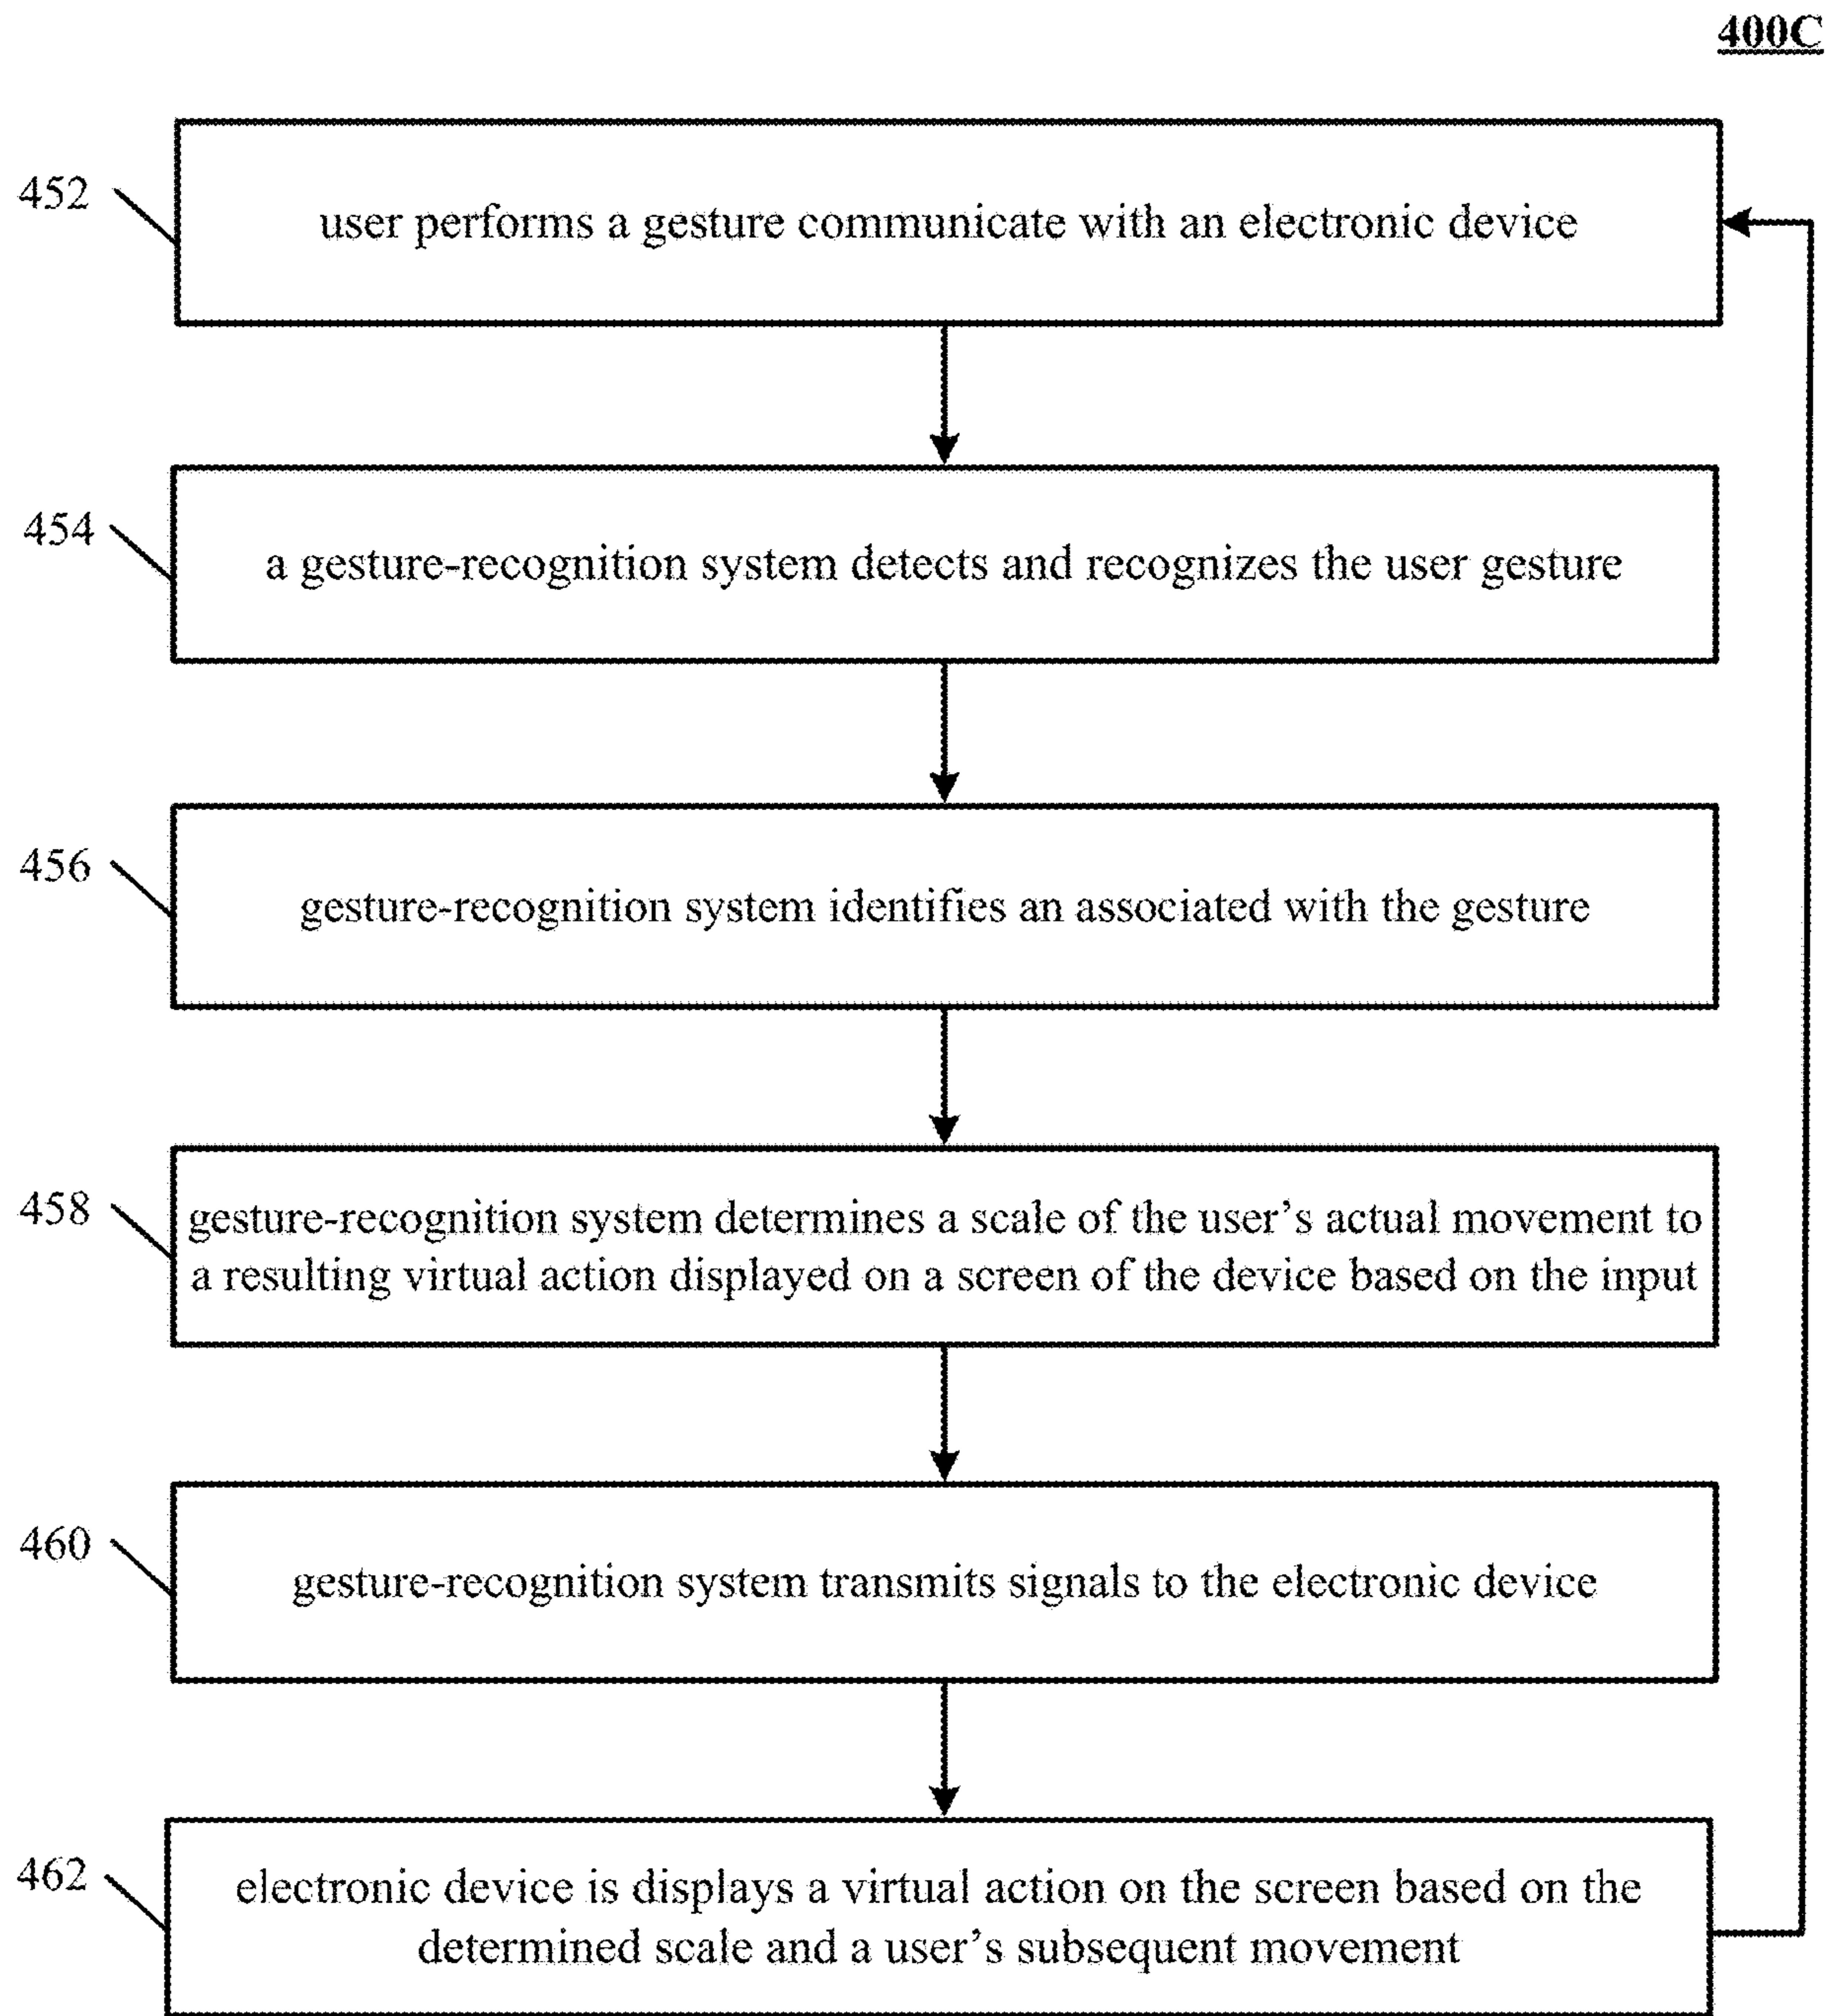 400C
452
user performs a gesture communicate with an electronic device
454
a gesture-recognition system detects and recognizes the user gesture
456
gesture-recognition system identifies an associated with the gesture
458
gesture-recognition system determines a scale of the user's actual movement to
a resulting virtual action displayed on a screen of the device based on the input
460
gesture-recognition system transmits signals to the electronic device
462
electronic device is displays a virtual action on the screen based on the
determined scale and a user's subsequent movement